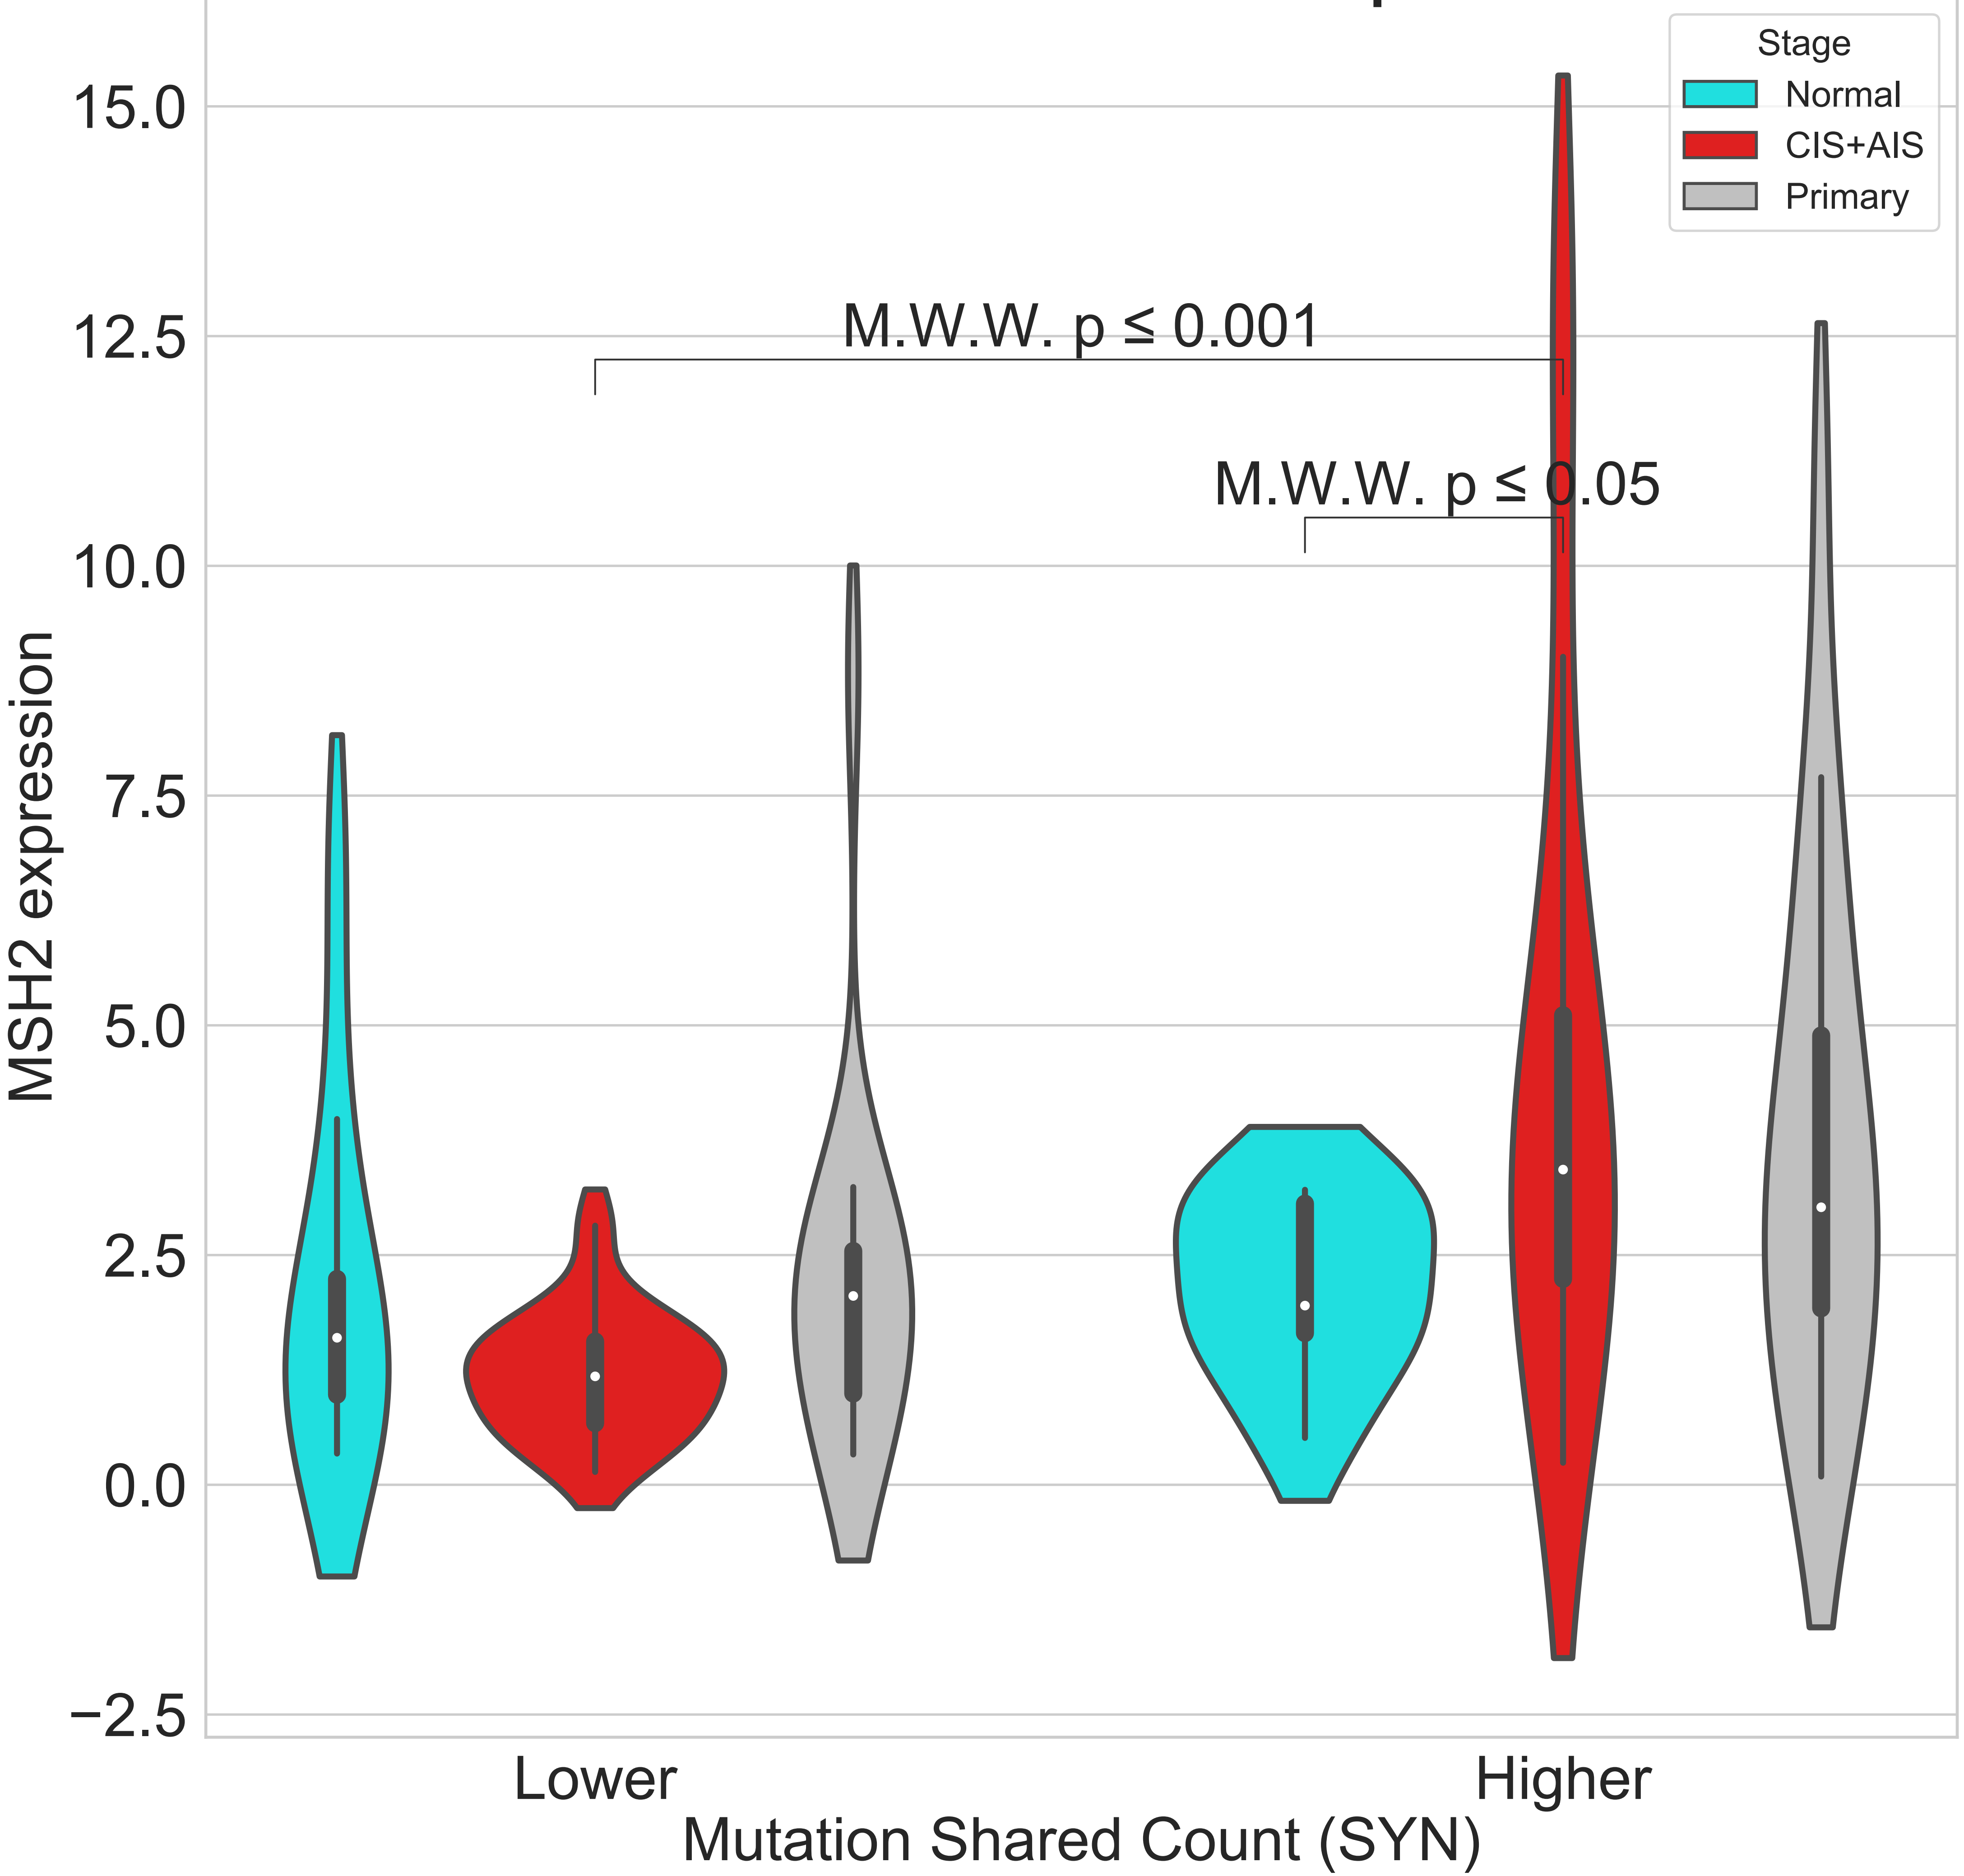 Stage
Normal
CIS+AIS
Primary
15.0
12.5
10.0
7.5
5.0
2.5
0.0
−2.5
M.W.W. p ≤ 0.001
M.W.W. p ≤ 0.05
MSH2 expression
Lower
Higher
Mutation Shared Count (SYN)